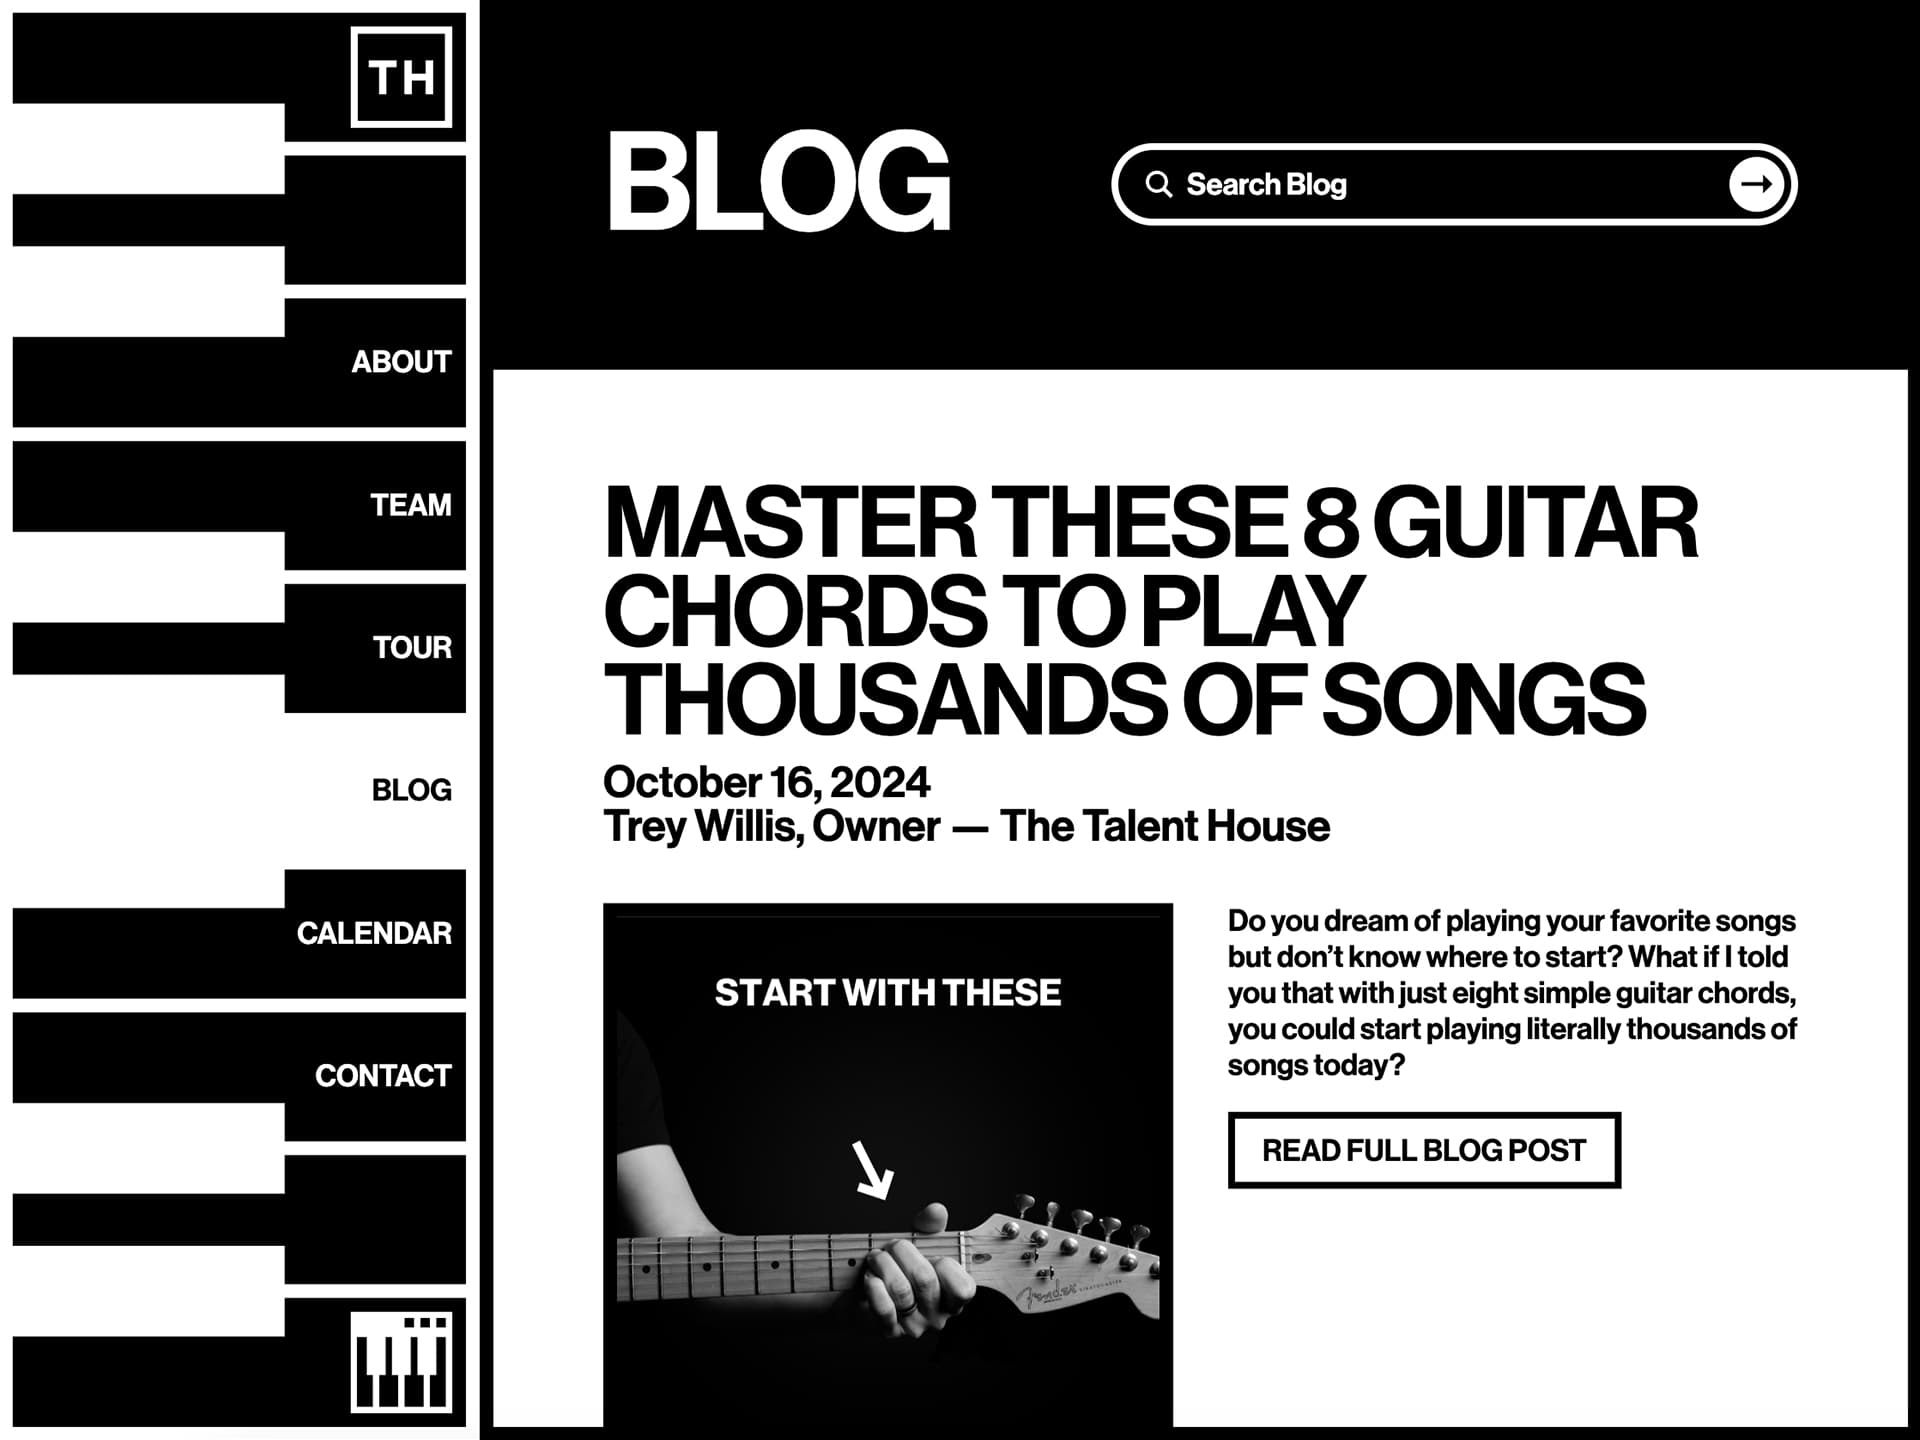 TH
ABOUT
TEAM
TOUR
BLOG
CALENDAR
CONTACT
BLOG
Search Blog
MASTER THESE 8 GUITAR
CHORDS TO PLAY
THOUSANDS OF SONGS
October 16, 2024
Trey Willis, Owner — The Talent House
START WITH THESE
Fender
Do you dream of playing your favorite songs
but don’t know where to start? What if I told
you that with just eight simple guitar chords,
you could start playing literally thousands of
songs today?
READ FULL BLOG POST